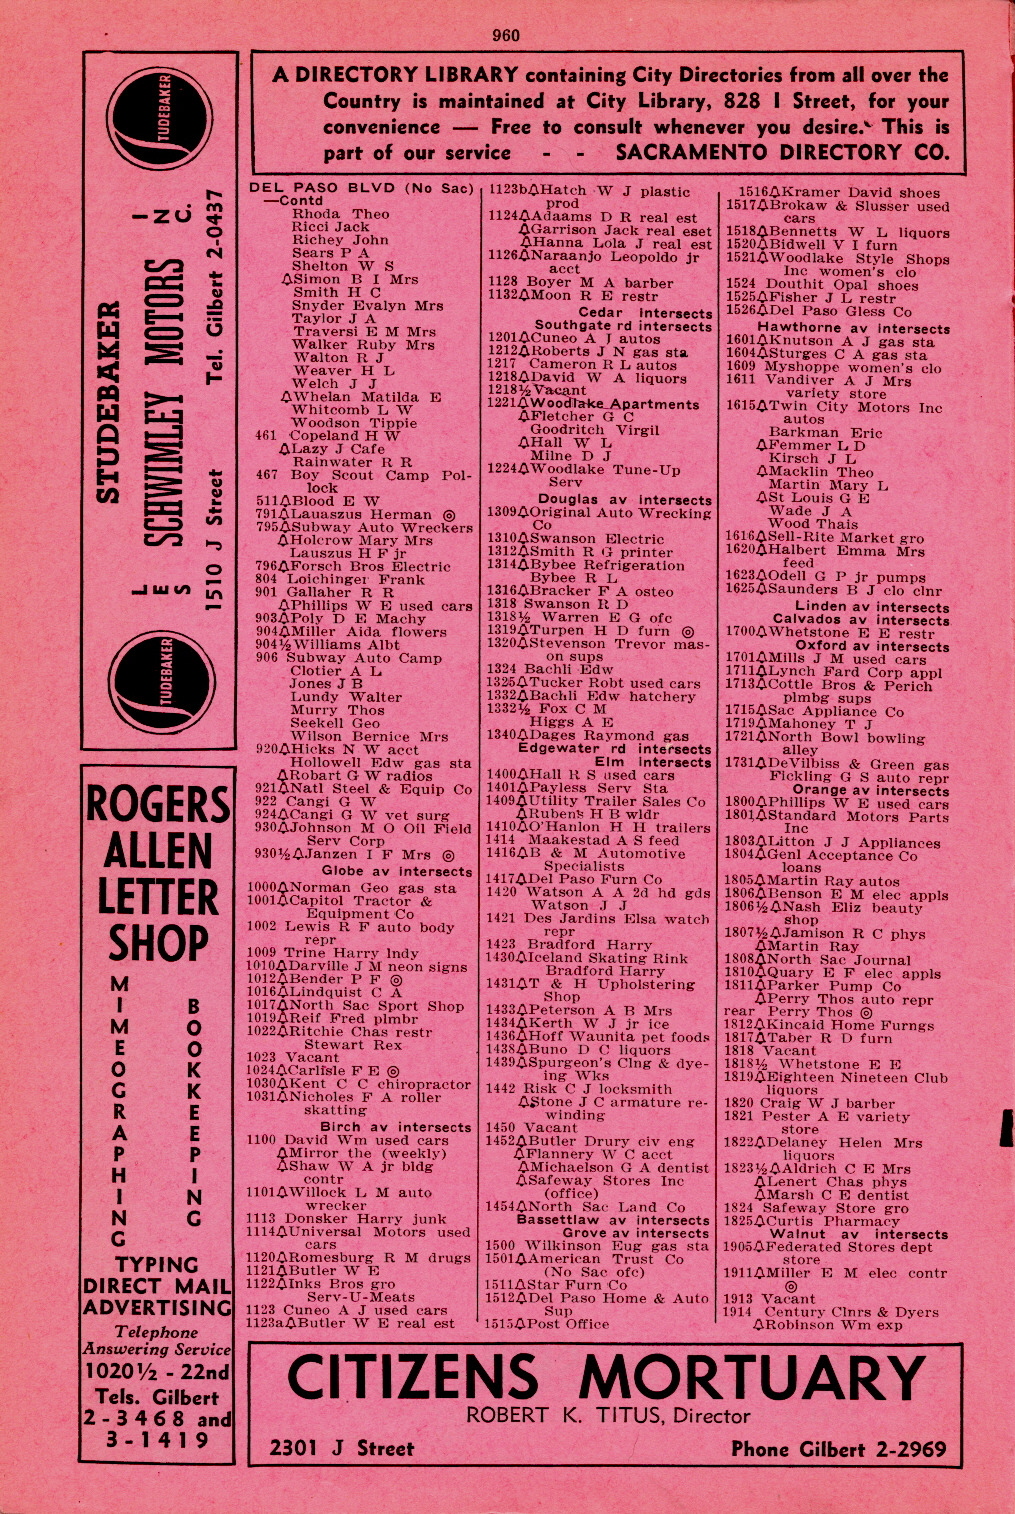 960
A DIRECTORY LIBRARY containing City Directories from all over the
Country is maintained at City Library, 828 I Street, for your
convenience — Free to consult whenever you desire. This is
part of our service - - SACRAMENTO DIRECTORY CO.
STUDEBAKER
STUDEBAKER
LES SCHWIMLEY MOTORS INC.
1510 J Street Tel. Gilbert 2-0437
STUDEBAKER
ROGERS
ALLEN
LETTER
SHOP
MIMEOGRAPHING
BOOKKEEPING
TYPING
DIRECT MAIL
ADVERTISING
Telephone
Answering Service
1020½ - 22nd
Tels. Gilbert
2-3468 and
3-1419
DEL PASO BLVD (No Sac)
—Contd
Rhoda Theo
Ricci Jack
Richey John
Sears P A
Shelton W S
△Simon B I Mrs
Smith H C
Snyder Evalyn Mrs
Taylor J A
Traversi E M Mrs
Walker Ruby Mrs
Walton R J
Weaver H L
Welch J J
△Whelan Matilda E
Whitcomb L W
Woodson Tippie
461 Copeland H W
△Lazy J Cafe
Rainwater R R
467 Boy Scout Camp Pol-
lock
511△Blood E W
791△Lauaszus Herman ◎
795△Subway Auto Wreckers
△Holcrow Mary Mrs
Lauszus H F jr
796△Forsch Bros Electric
804 Loichinger Frank
901 Gallaher R R
△Phillips W E used cars
903△Poly D E Machy
904△Miller Aida flowers
904½△Williams Albt
906 Subway Auto Camp
Clotier A L
Jones J B
Lundy Walter
Murry Thos
Seekell Geo
Wilson Bernice Mrs
920△Hicks N W acct
Hollowell Edw gas sta
△Robart G W radios
921△Natl Steel & Equip Co
922 Cangi G W
924△Cangi G W vet surg
930△Johnson M O Oil Field
Serv Corp
930½△Janzen I F Mrs ◎
Globe av intersects
1000△Norman Geo gas sta
1001△Capitol Tractor &
Equipment Co
1002 Lewis R F auto body
repr
1009 Trine Harry lndy
1010△Darville J M neon signs
1012△Bender P F ◎
1016△Lindquist C A
1017△North Sac Sport Shop
1019△Reif Fred plmbr
1022△Ritchie Chas restr
Stewart Rex
1023 Vacant
1024△Carlisle F E ◎
1030△Kent C C chiropractor
1031△Nicholes F A roller
skatting
Birch av intersects
1100 David Wm used cars
△Mirror the (weekly)
△Shaw W A jr bldg
contr
1101△Willock L M auto
wrecker
1113 Donsker Harry junk
1114△Universal Motors used
cars
1120△Romesburg R M drugs
1121△Butler W E
1122△Inks Bros gro
Serv-U-Meats
1123 Cuneo A J used cars
1123a△Butler W E real est
1123b△Hatch W J plastic
prod
1124△Adaams D R real est
△Garrison Jack real eset
△Hanna Lola J real est
1126△Naraanjo Leopoldo jr
acct
1128 Boyer M A barber
1132△Moon R E restr
Cedar intersects
Southgate rd intersects
1201△Cuneo A J autos
1212△Roberts J N gas sta
1217 Cameron R L autos
1218△David W A liquors
1218½ Vacant
1221△Woodlake Apartments
△Fletcher G C
Goodritch Virgil
△Hall W L
Milne D J
1224△Woodlake Tune-Up
Serv
Douglas av intersects
1309△Original Auto Wrecking
Co
1310△Swanson Electric
1312△Smith R G printer
1314△Bybee Refrigeration
Bybee R L
1316△Bracker F A osteo
1318 Swanson R D
1318½ Warren E G ofc
1319△Turpen H D furn ◎
1320△Stevenson Trevor mas-
on sups
1324 Bachli Edw
1325△Tucker Robt used cars
1332△Bachli Edw hatchery
1332½ Fox C M
Higgs A E
1340△Dages Raymond gas
Edgewater rd intersects
Elm intersects
1400△Hall R S used cars
1401△Payless Serv Sta
1409△Utility Trailer Sales Co
△Rubens H B wldr
1410△O'Hanlon H H trailers
1414 Maakestad A S feed
1416△B & M Automotive
Specialists
1417△Del Paso Furn Co
1420 Watson A A 2d hd gds
Watson J J
1421 Des Jardins Elsa watch
repr
1423 Bradford Harry
1430△Iceland Skating Rink
Bradford Harry
1431△T & H Upholstering
Shop
1433△Peterson A B Mrs
1434△Kerth W J jr ice
1436△Hoff Waunita pet foods
1438△Buno D C liquors
1439△Spurgeon's Clng & dye-
ing Wks
1442 Risk C J locksmith
△Stone J C armature re-
winding
1450 Vacant
1452△Butler Drury civ eng
△Flannery W C acct
△Michaelson G A dentist
△Safeway Stores Inc
(office)
1454△North Sac Land Co
Bassettlaw av intersects
Grove av intersects
1500 Wilkinson Eug gas sta
1501△American Trust Co
(No Sac ofc)
1511△Star Furn Co
1512△Del Paso Home & Auto
Sup
1515△Post Office
1516△Kramer David shoes
1517△Brokaw & Slusser used
cars
1518△Bennetts W L liquors
1520△Bidwell V I furn
1521△Woodlake Style Shops
Inc women's clo
1524 Douthit Opal shoes
1525△Fisher J L restr
1526△Del Paso Gless Co
Hawthorne av intersects
1601△Knutson A J gas sta
1604△Sturges C A gas sta
1609 Myshoppe women's clo
1611 Vandiver A J Mrs
variety store
1615△Twin City Motors Inc
autos
Barkman Eric
△Femmer L D
Kirsch J L
△Macklin Theo
Martin Mary L
△St Louis G E
Wade J A
Wood Thais
1616△Sell-Rite Market gro
1620△Halbert Emma Mrs
feed
1623△Odell G P jr pumps
1625△Saunders B J clo clnr
Linden av intersects
Calvados av intersects
1700△Whetstone E E restr
Oxford av intersects
1701△Mills J M used cars
1711△Lynch Fard Corp appl
1713△Cottle Bros & Perich
plmbg sups
1715△Sac Appliance Co
1719△Mahoney T J
1721△North Bowl bowling
alley
1731△DeVilbiss & Green gas
Fickling G S auto repr
Orange av intersects
1800△Phillips W E used cars
1801△Standard Motors Parts
Inc
1803△Litton J J Appliances
1804△Genl Acceptance Co
loans
1805△Martin Ray autos
1806△Benson E M elec appls
1806½△Nash Eliz beauty
shop
1807½△Jamison R C phys
△Martin Ray
1808△North Sac Journal
1810△Quary E F elec appls
1811△Parker Pump Co
△Perry Thos auto repr
rear Perry Thos ◎
1812△Kincaid Home Furngs
1817△Taber R D furn
1818 Vacant
1818½ Whetstone E E
1819△Eighteen Nineteen Club
liquors
1820 Craig W J barber
1821 Pester A E variety
store
1822△Delaney Helen Mrs
liquors
1823½△Aldrich C E Mrs
△Lenert Chas phys
△Marsh C E dentist
1824 Safeway Store gro
1825△Curtis Pharmacy
Walnut av intersects
1905△Federated Stores dept
store
1911△Miller E M elec contr
◎
1913 Vacant
1914 Century Clnrs & Dyers
△Robinson Wm exp
CITIZENS MORTUARY
ROBERT K. TITUS, Director
2301 J Street Phone Gilbert 2-2969